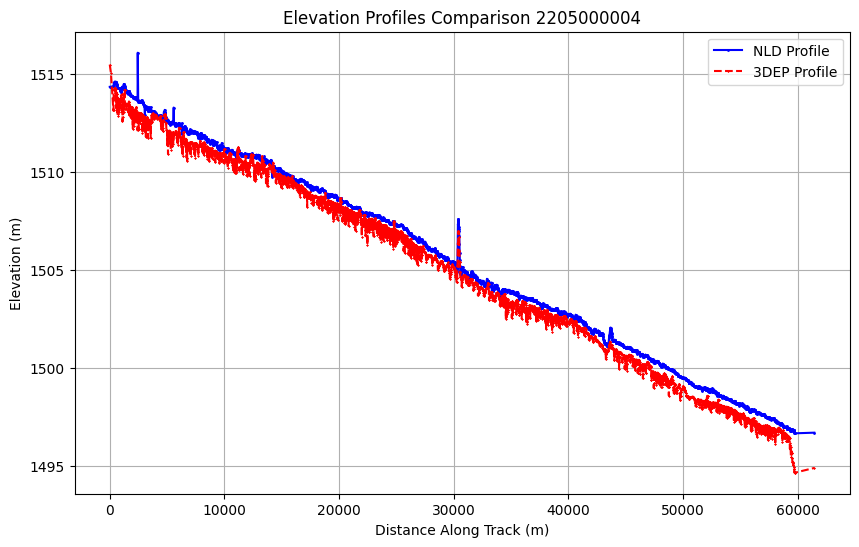 Elevation Profiles Comparison 2205000004
NLD Profile
3DEP Profile
Elevation (m)
1515
1510
1505
1500
1495
0 10000 20000 30000 40000 50000 60000
Distance Along Track (m)